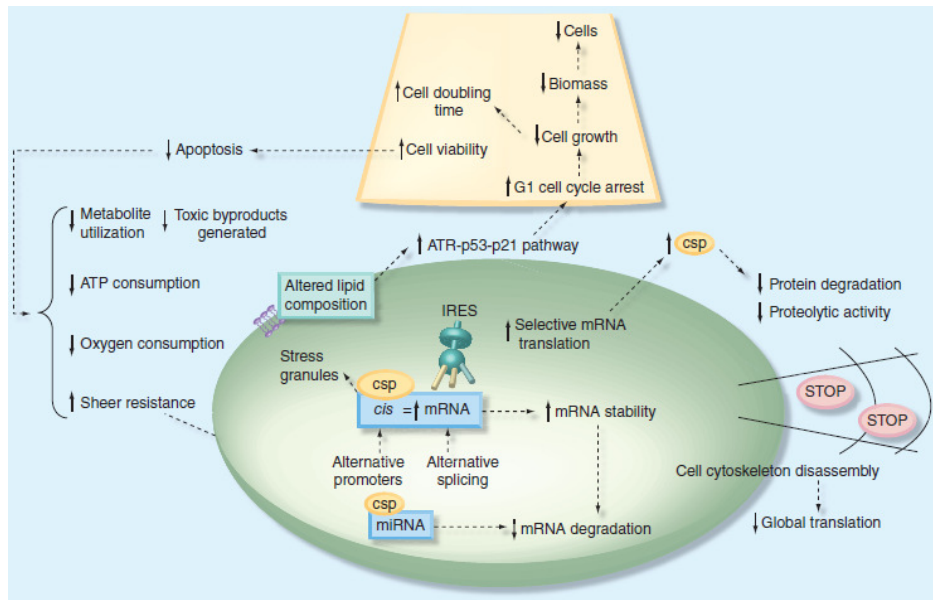 ↓Cells
↓Biomass
↑Cell doubling
time
↓Cell growth
↓Apoptosis
↑Cell viability
↑G1 cell cycle arrest
↓Metabolite
utilization
↓Toxic byproducts
generated
↑ATR-p53-p21 pathway
↑csp
↓ATP consumption
Altered lipid
composition
↓Protein degradation
↓Proteolytic activity
IRES
↑Selective mRNA
translation
↓Oxygen consumption
Stress
granules
csp
cis =↑mRNA
↑mRNA stability
↑Sheer resistance
STOP
STOP
Alternative
promoters
Alternative
splicing
Cell cytoskeleton disassembly
csp
miRNA
↕mRNA degradation
↓Global translation